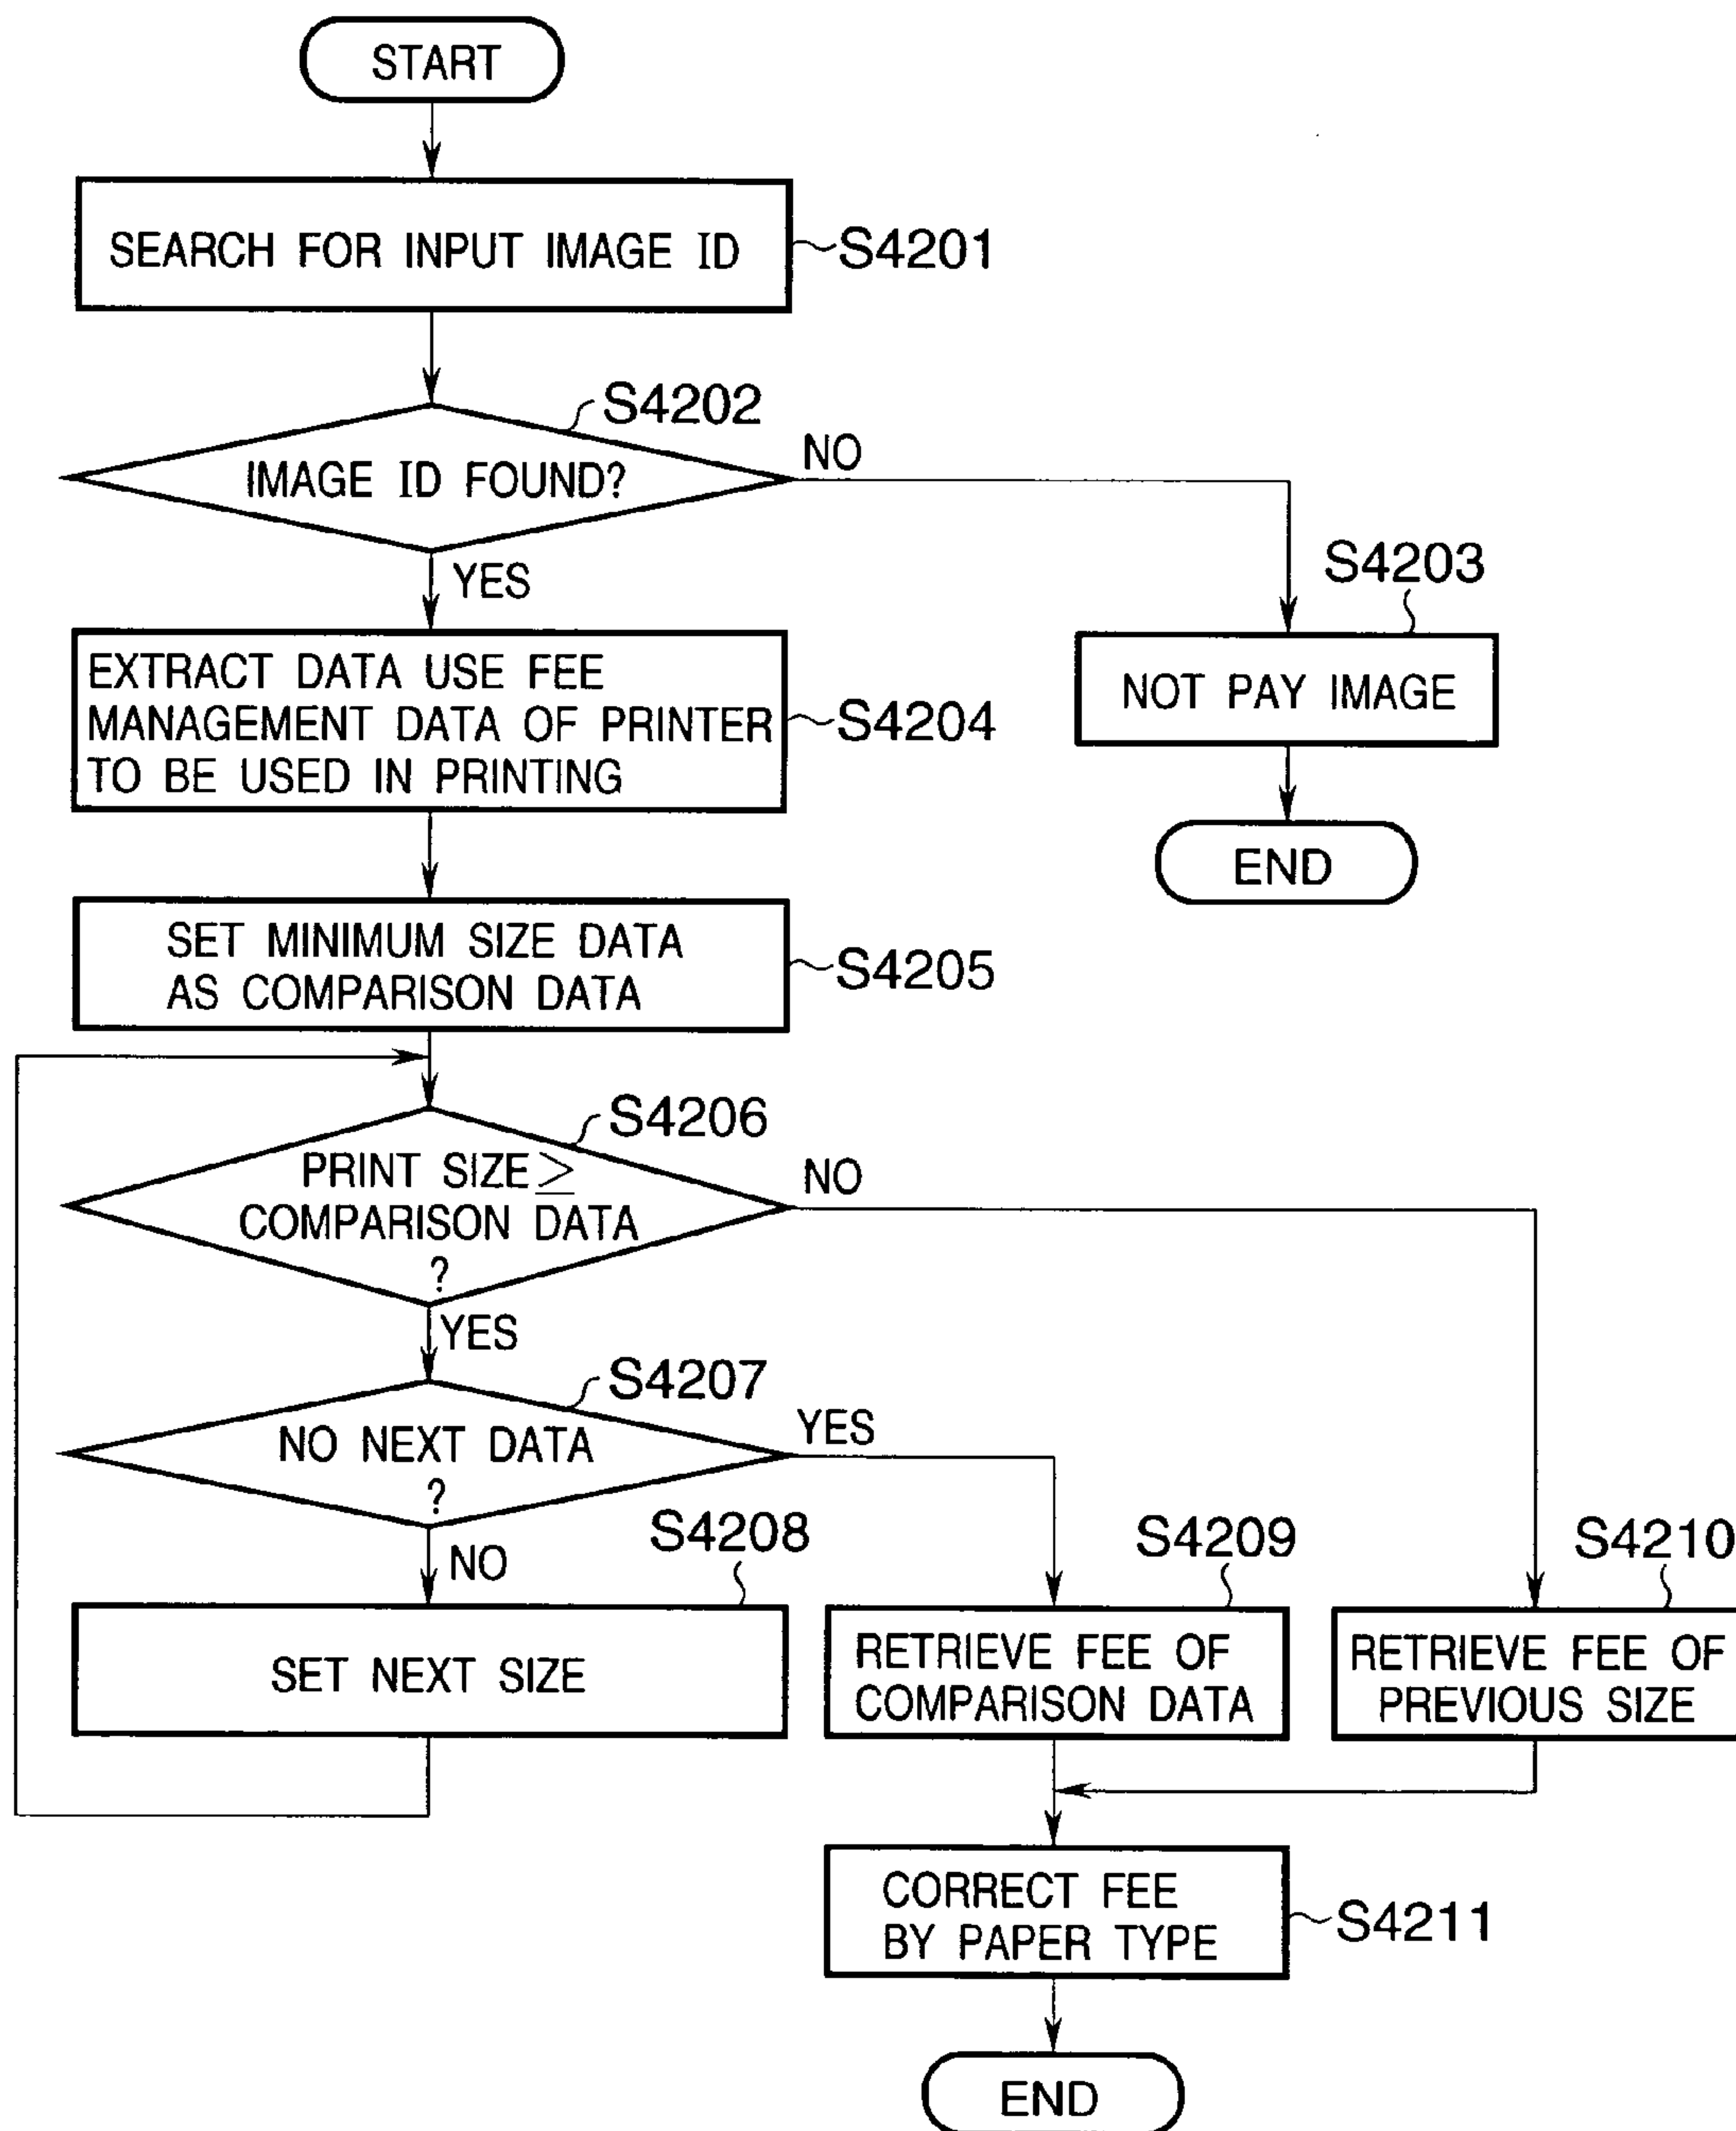 START
SEARCH FOR INPUT IMAGE ID
S4201
S4202
IMAGE ID FOUND?
NO
YES
S4203
NOT PAY IMAGE
END
EXTRACT DATA USE FEE
MANAGEMENT DATA OF PRINTER
TO BE USED IN PRINTING
S4204
SET MINIMUM SIZE DATA
AS COMPARISON DATA
S4205
S4206
PRINT SIZE ≥
COMPARISON DATA
?
NO
YES
S4207
NO NEXT DATA
?
YES
NO
S4208
SET NEXT SIZE
S4209
RETRIEVE FEE OF
COMPARISON DATA
S4210
RETRIEVE FEE OF
PREVIOUS SIZE
CORRECT FEE
BY PAPER TYPE
S4211
END